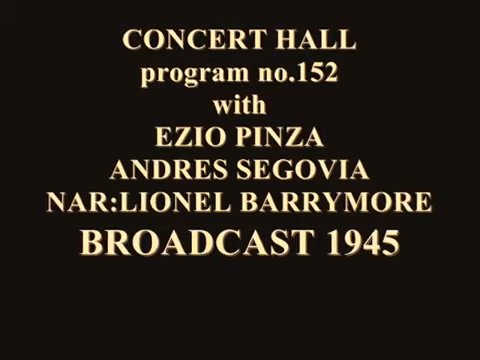 CONCERT HALL
program no.152
with
EZIO PINZA
ANDRES SEGOVIA
NAR:LIONEL BARRYMORE
BROADCAST 1945